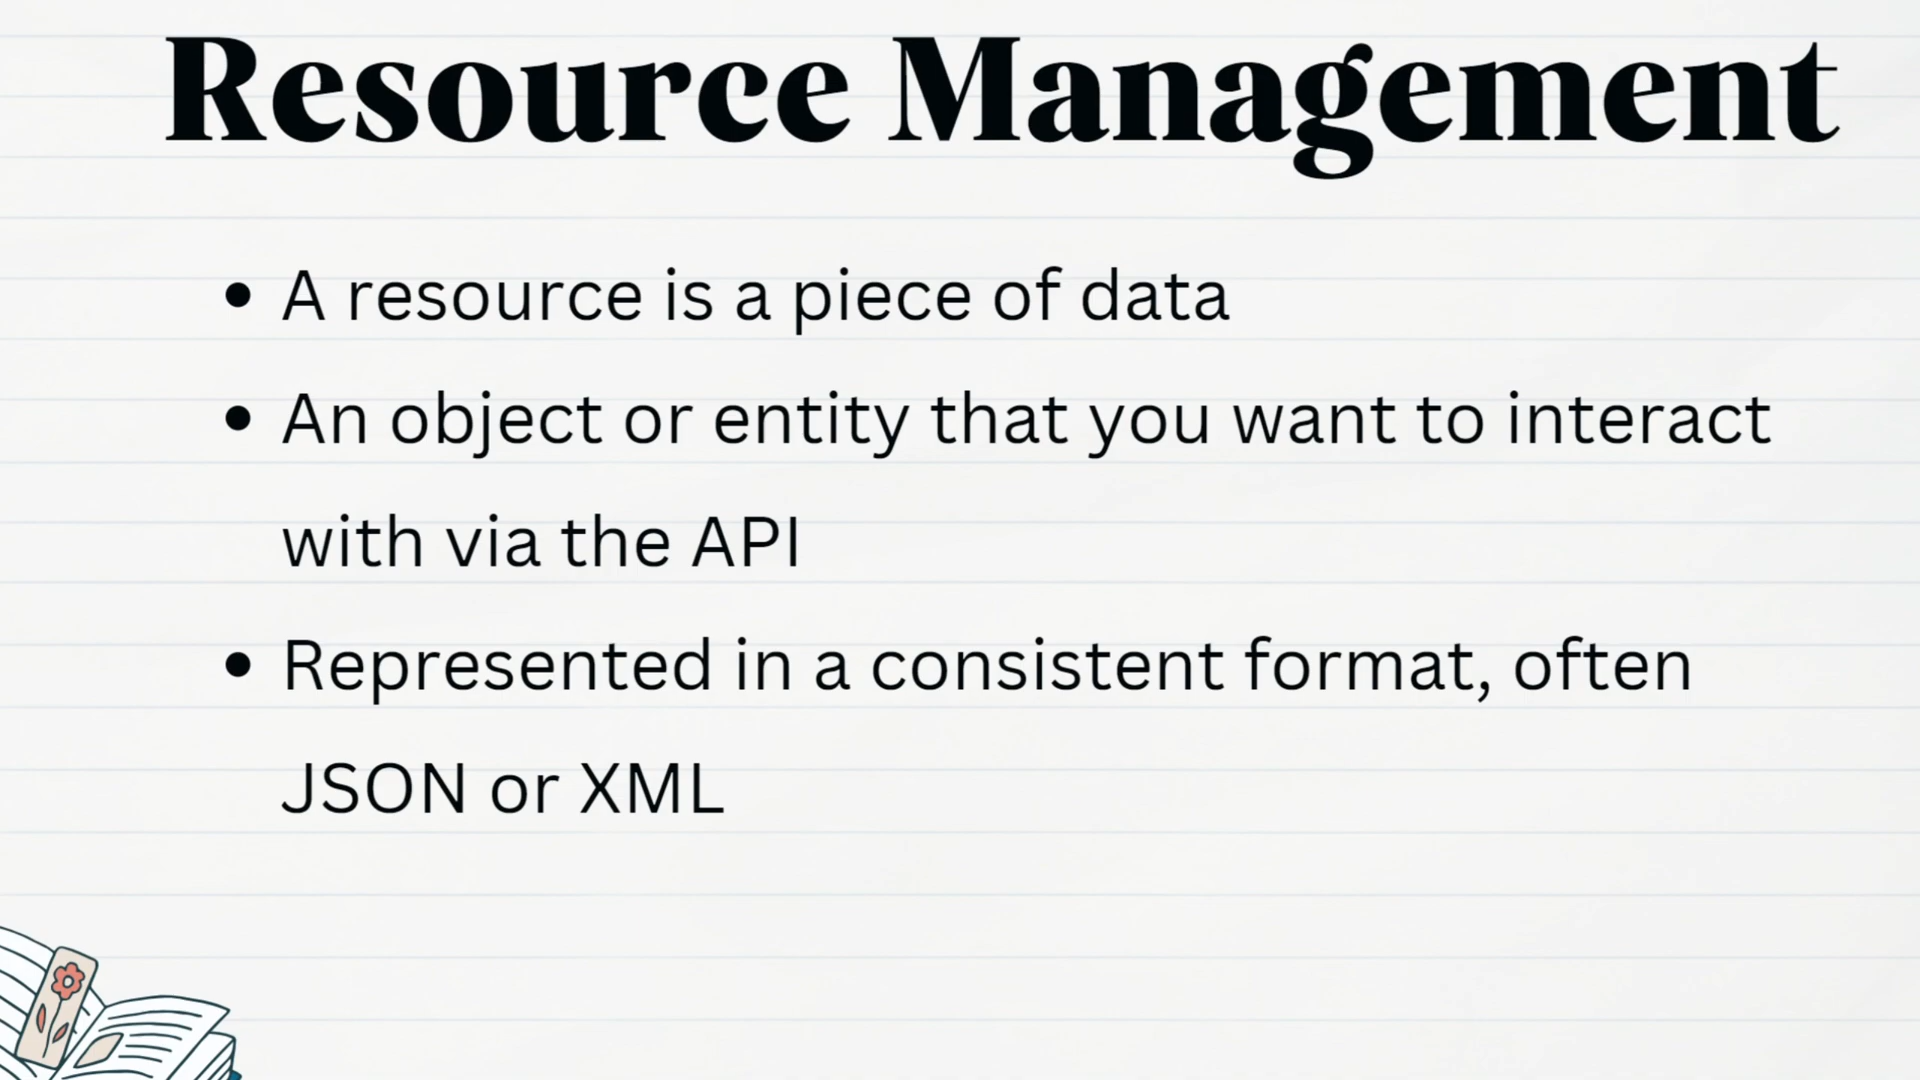 Resource Management
• A resource is a piece of data
• An object or entity that you want to interact
with via the API
• Represented in a consistent format, often
JSON or XML